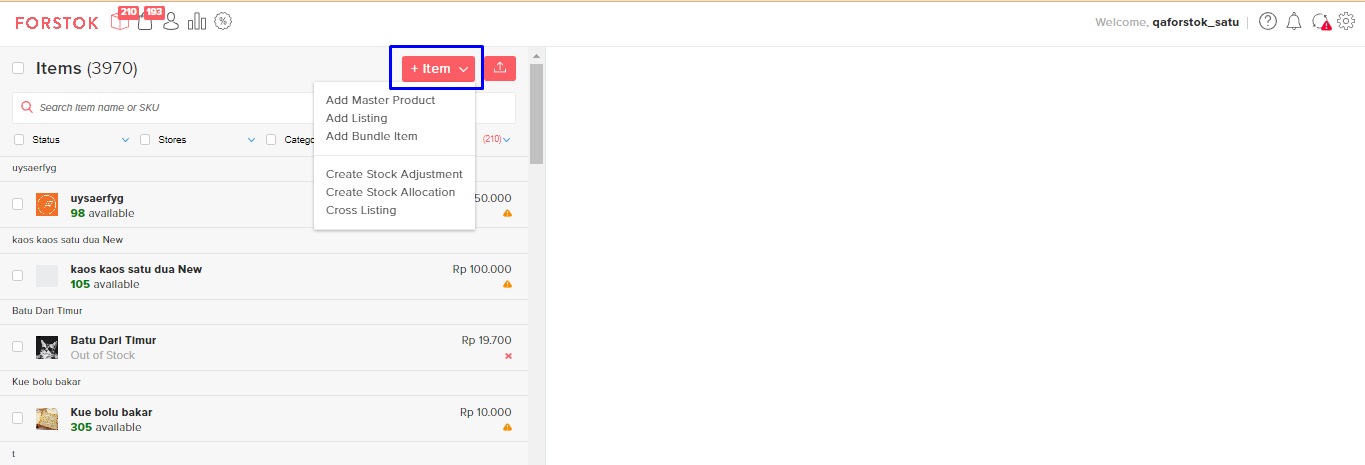 210 193
FORSTOK
Welcome, qaforstok_satu
Items (3970)
+ Item
Search item name or SKU
Status Stores Catego (210)
Add Master Product
Add Listing
Add Bundle Item
Create Stock Adjustment
Create Stock Allocation
Cross Listing
uysaerfyg
uysaerfyg 50.000
98 available
kaos kaos satu dua New
kaos kaos satu dua New Rp 100.000
105 available
Batu Dari Timur
Batu Dari Timur Rp 19.700
Out of Stock
Kue bolu bakar
Kue bolu bakar Rp 10.000
305 available
t